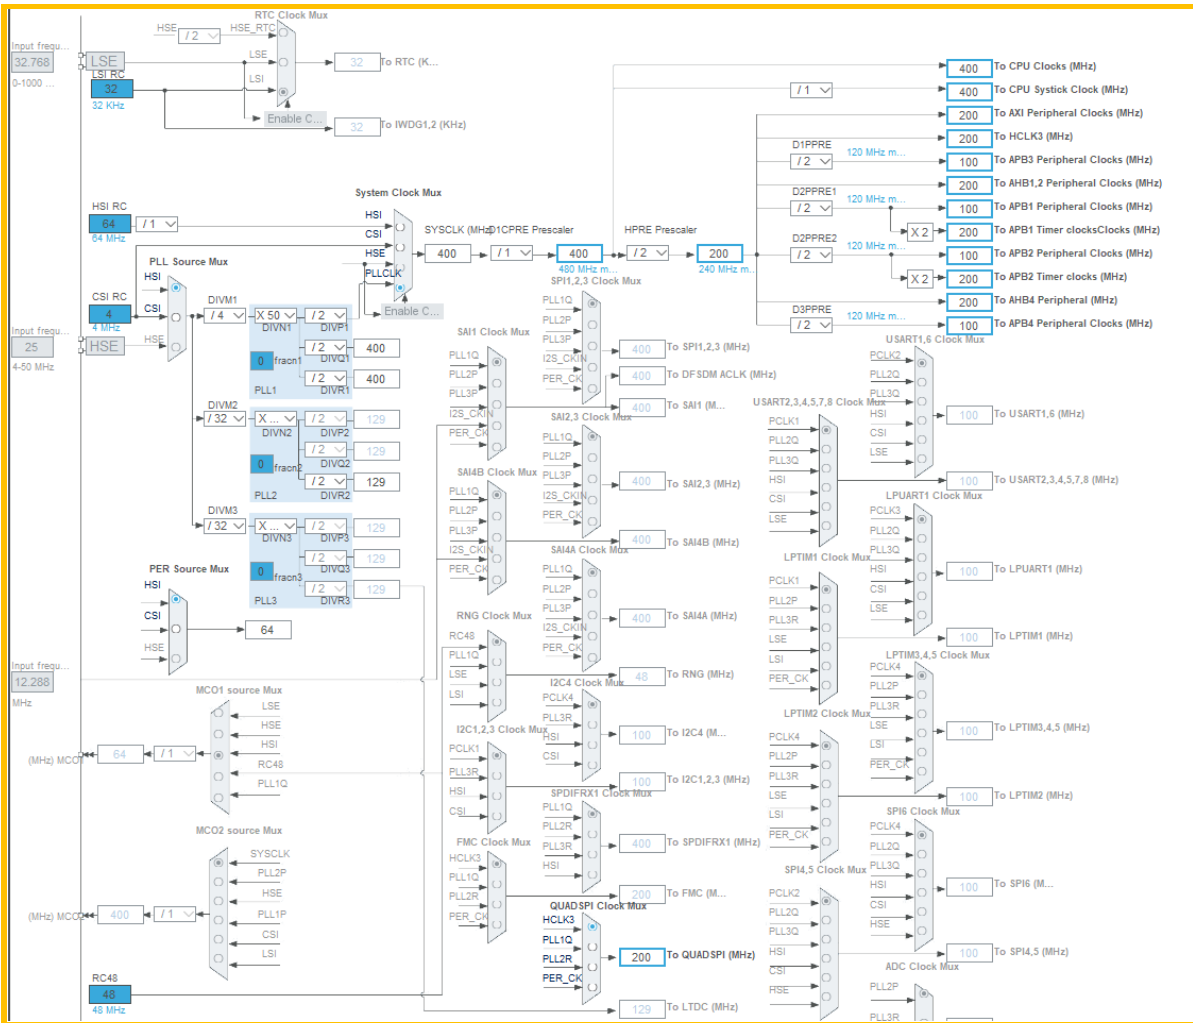 RTC Clock Mux
HSE
/ 2
HSE_RTC
Input frequ...
32.768
0-1000 ...
LSE
LSE
32
To RTC (K...
LSI RC
32
32 KHz
LSI
Enable C...
32
To IWDG1,2 (KHz)
400
To CPU Clocks (MHz)
/ 1
400
To CPU Systick Clock (MHz)
200
To AXI Peripheral Clocks (MHz)
200
To HCLK3 (MHz)
D1PPRE
/ 2
120 MHz m...
100
To APB3 Peripheral Clocks (MHz)
200
To AHB1,2 Peripheral Clocks (MHz)
D2PPRE1
/ 2
120 MHz m...
100
To APB1 Peripheral Clocks (MHz)
X 2
200
To APB1 Timer clocksClocks (MHz)
D2PPRE2
/ 2
120 MHz m...
100
To APB2 Peripheral Clocks (MHz)
X 2
200
To APB2 Timer clocks (MHz)
200
To AHB4 Peripheral (MHz)
D3PPRE
/ 2
120 MHz m...
100
To APB4 Peripheral Clocks (MHz)
System Clock Mux
HSI RC
64
64 MHz
/ 1
HSI
CSI
HSE
PLLCLK
Enable C...
SYSCLK (MHz)
400
D1CPRE Prescaler
/ 1
400
480 MHz m...
HPRE Prescaler
/ 2
200
240 MHz m...
PLL Source Mux
HSI
CSI RC
4
4 MHz
CSI
Input frequ...
25
4-50 MHz
HSE
HSE
DIVM1
/ 4
X 50
DIVN1
/ 2
DIVP1
/ 2
400
DIVQ1
0
fracn1
/ 2
400
DIVR1
PLL1
DIVM2
/ 32
X ...
DIVN2
/ 2
129
DIVP2
/ 2
129
DIVQ2
0
fracn2
/ 2
129
DIVR2
PLL2
DIVM3
/ 32
X ...
DIVN3
/ 2
129
DIVP3
/ 2
129
DIVQ3
0
fracn3
/ 2
129
DIVR3
PLL3
PER Source Mux
HSI
CSI
HSE
64
Input frequ...
12.288
MHz
MCO1 source Mux
LSE
HSE
HSI
RC48
PLL1Q
(MHz) MCO1
64
/ 1
MCO2 source Mux
SYSCLK
PLL2P
HSE
PLL1P
CSI
LSI
(MHz) MCO2
400
/ 1
RC48
48
48 MHz
SPI1,2,3 Clock Mux
PLL1Q
PLL2P
PLL3P
I2S_CKIN
PER_CK
400
To SPI1,2,3 (MHz)
400
To DFSDM ACLK (MHz)
SAI1 Clock Mux
PLL1Q
PLL2P
PLL3P
I2S_CKIN
PER_CK
400
To SAI1 (M...
SAI2,3 Clock Mux
PLL1Q
PLL2P
PLL3P
I2S_CKIN
PER_CK
400
To SAI2,3 (MHz)
SAI4B Clock Mux
PLL1Q
PLL2P
PLL3P
I2S_CKIN
PER_CK
400
To SAI4B (MHz)
SAI4A Clock Mux
PLL1Q
PLL2P
PLL3P
I2S_CKIN
PER_CK
400
To SAI4A (MHz)
RNG Clock Mux
RC48
PLL1Q
LSE
LSI
48
To RNG (MHz)
I2C4 Clock Mux
PCLK4
PLL3R
HSI
CSI
100
To I2C4 (M...
I2C1,2,3 Clock Mux
PCLK1
PLL3R
HSI
CSI
100
To I2C1,2,3 (MHz)
SPDIFRX1 Clock Mux
PLL1Q
PLL2R
PLL3R
HSI
400
To SPDIFRX1 (MHz)
FMC Clock Mux
HCLK3
PLL1Q
PLL2R
PER_CK
200
To FMC (M...
QUADSPI Clock Mux
HCLK3
PLL1Q
PLL2R
PER_CK
200
To QUADSPI (MHz)
129
To LTDC (MHz)
USART1,6 Clock Mux
PCLK2
PLL2Q
PLL3Q
HSI
CSI
LSE
100
To USART1,6 (MHz)
USART2,3,4,5,7,8 Clock Mux
PCLK1
PLL2Q
PLL3Q
HSI
CSI
LSE
100
To USART2,3,4,5,7,8 (MHz)
LPUART1 Clock Mux
PCLK3
PLL2Q
PLL3Q
HSI
CSI
LSE
100
To LPUART1 (MHz)
LPTIM1 Clock Mux
PCLK1
PLL2P
PLL3R
LSE
LSI
PER_CK
100
To LPTIM1 (MHz)
LPTIM3,4,5 Clock Mux
PCLK4
PLL2P
PLL3R
LSE
LSI
PER_CK
100
To LPTIM3,4,5 (MHz)
LPTIM2 Clock Mux
PCLK4
PLL2P
PLL3R
LSE
LSI
PER_CK
100
To LPTIM2 (MHz)
SPI6 Clock Mux
PCLK4
PLL2Q
PLL3Q
HSI
CSI
HSE
100
To SPI6 (M...
SPI4,5 Clock Mux
PCLK2
PLL2Q
PLL3Q
HSI
CSI
HSE
100
To SPI4,5 (MHz)
ADC Clock Mux
PLL2P
PLL3R